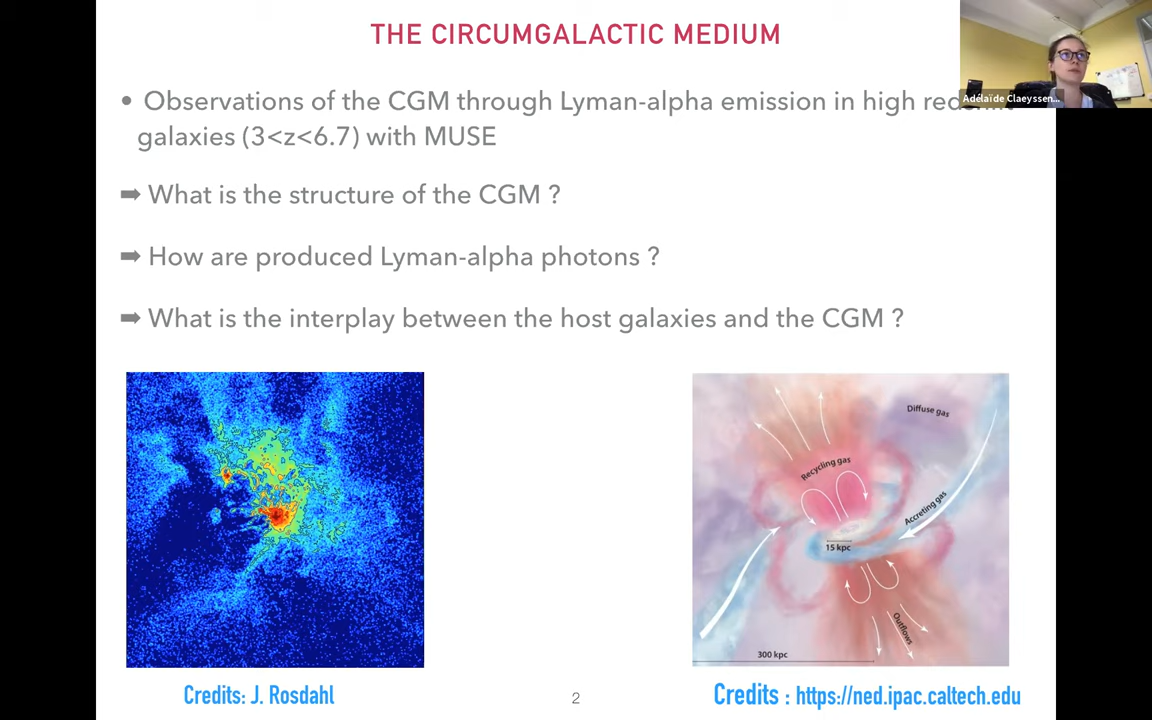 THE CIRCUMGALACTIC MEDIUM
Adélaïde Claeyssen...
• Observations of the CGM through Lyman-alpha emission in high
galaxies (3<z<6.7) with MUSE
➡ What is the structure of the CGM ?
➡ How are produced Lyman-alpha photons ?
➡ What is the interplay between the host galaxies and the CGM ?
Diffuse gas
Recycling gas
Accreting gas
15 kpc
Outflows
300 kpc
Credits: J. Rosdahl
2
Credits : https://ned.ipac.caltech.edu